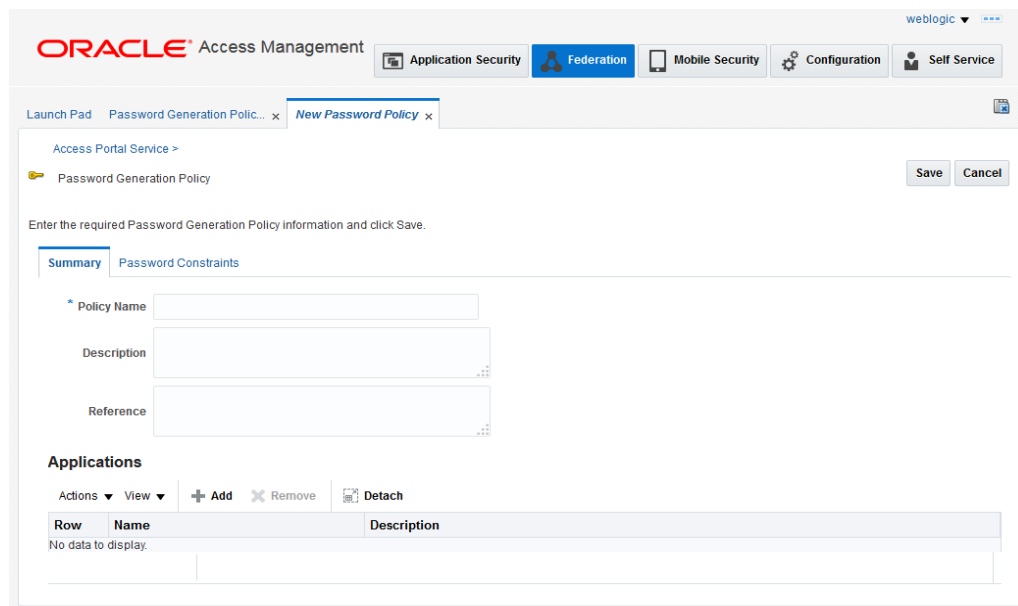 weblogic
ORACLE® Access Management
Application Security
Federation
Mobile Security
Configuration
Self Service
Launch Pad Password Generation Polic... New Password Policy
Access Portal Service >
Password Generation Policy
Save Cancel
Enter the required Password Generation Policy information and click Save.
Summary Password Constraints
* Policy Name
Description
Reference
Applications
Actions View Add Remove Detach
Row Name Description
No data to display.